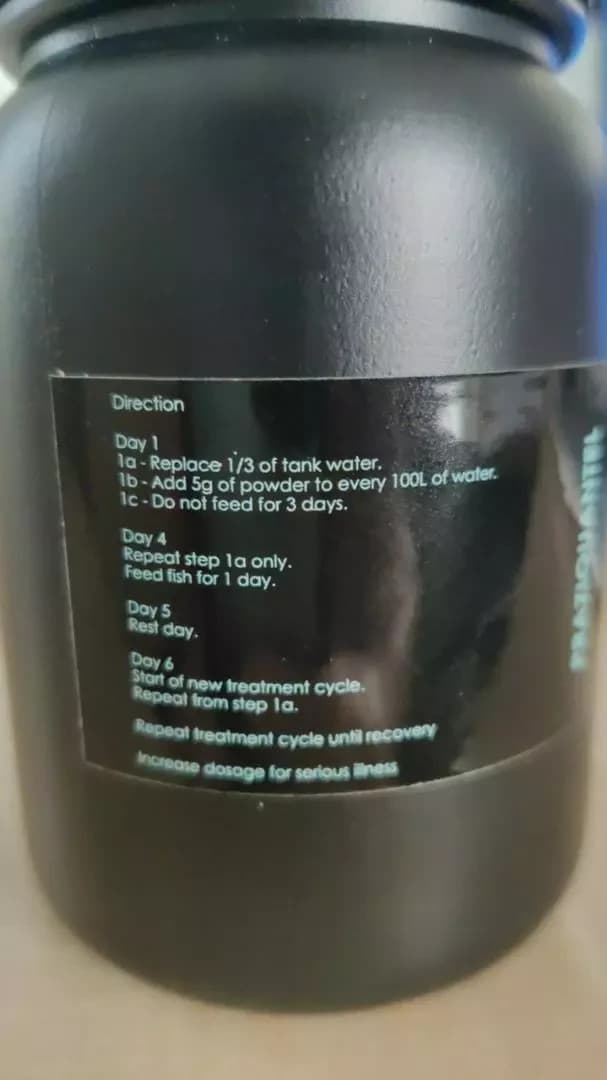 Direction
Day 1
1a - Replace 1/3 of tank water.
1b - Add 5g of powder to every 100L of water.
1c - Do not feed for 3 days.
Day 4
Repeat step 1a only.
Feed fish for 1 day.
Day 5
Rest day.
Day 6
Start of new treatment cycle.
Repeat from step 1a.
Repeat treatment cycle until recovery
Increase dosage for serious illness